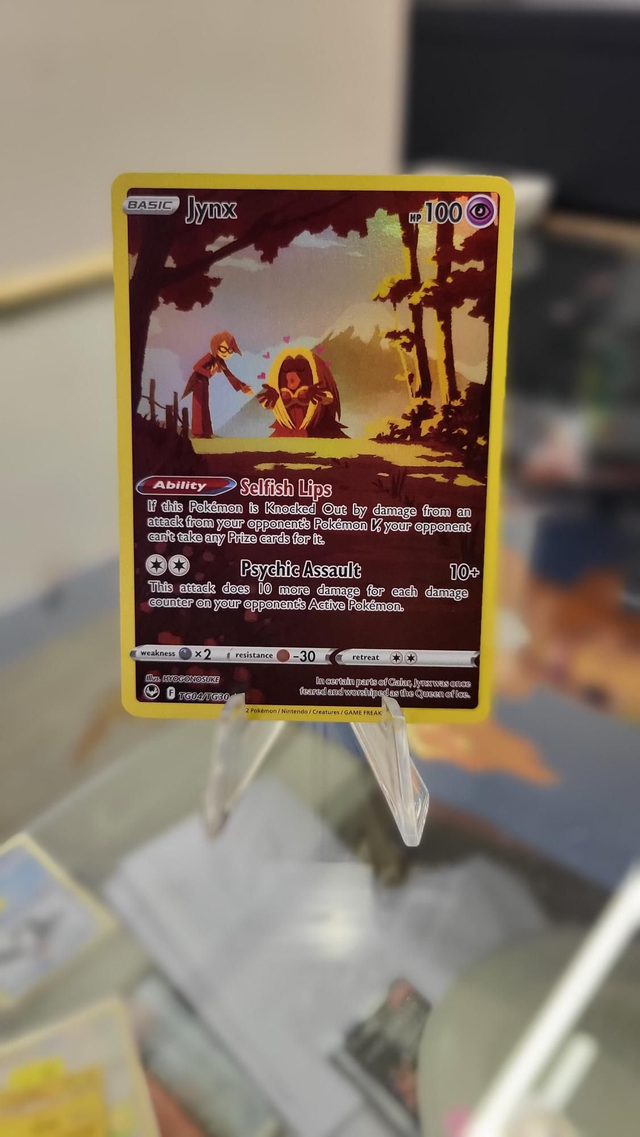 BASIC Jynx HP 100
Ability Selfish Lips
If this Pokémon is Knocked Out by damage from an
attack from your opponent's Pokémon V, your opponent
can't take any Prize cards for it.
Psychic Assault 10+
This attack does 10 more damage for each damage
counter on your opponent's Active Pokémon.
weakness ×2 resistance -30 retreat
Illus. HYOGONOSUKE
In certain parts of Galar, Jynx was once
feared and worshiped as the Queen of Ice.
F TG04/TG30
2 Pokémon / Nintendo / Creatures / GAME FREAK